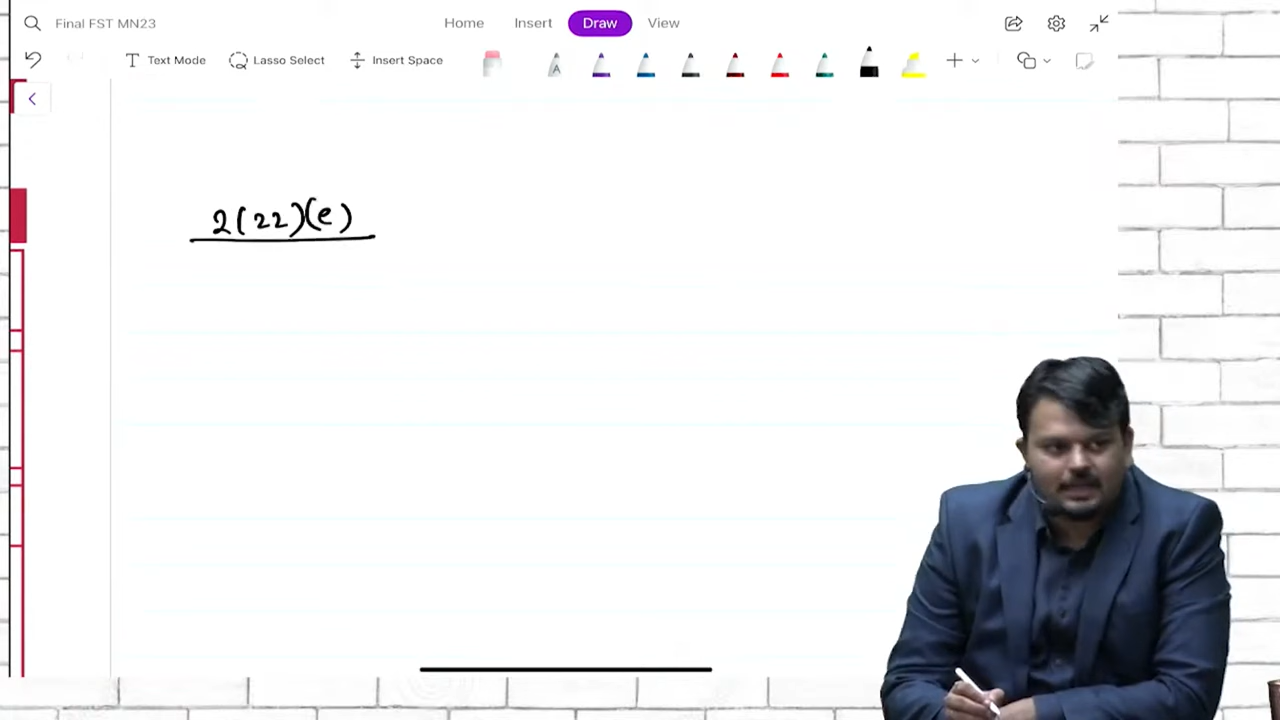 Final FST MN23
Home Insert Draw View
Text Mode Lasso Select Insert Space
2(22)(e)